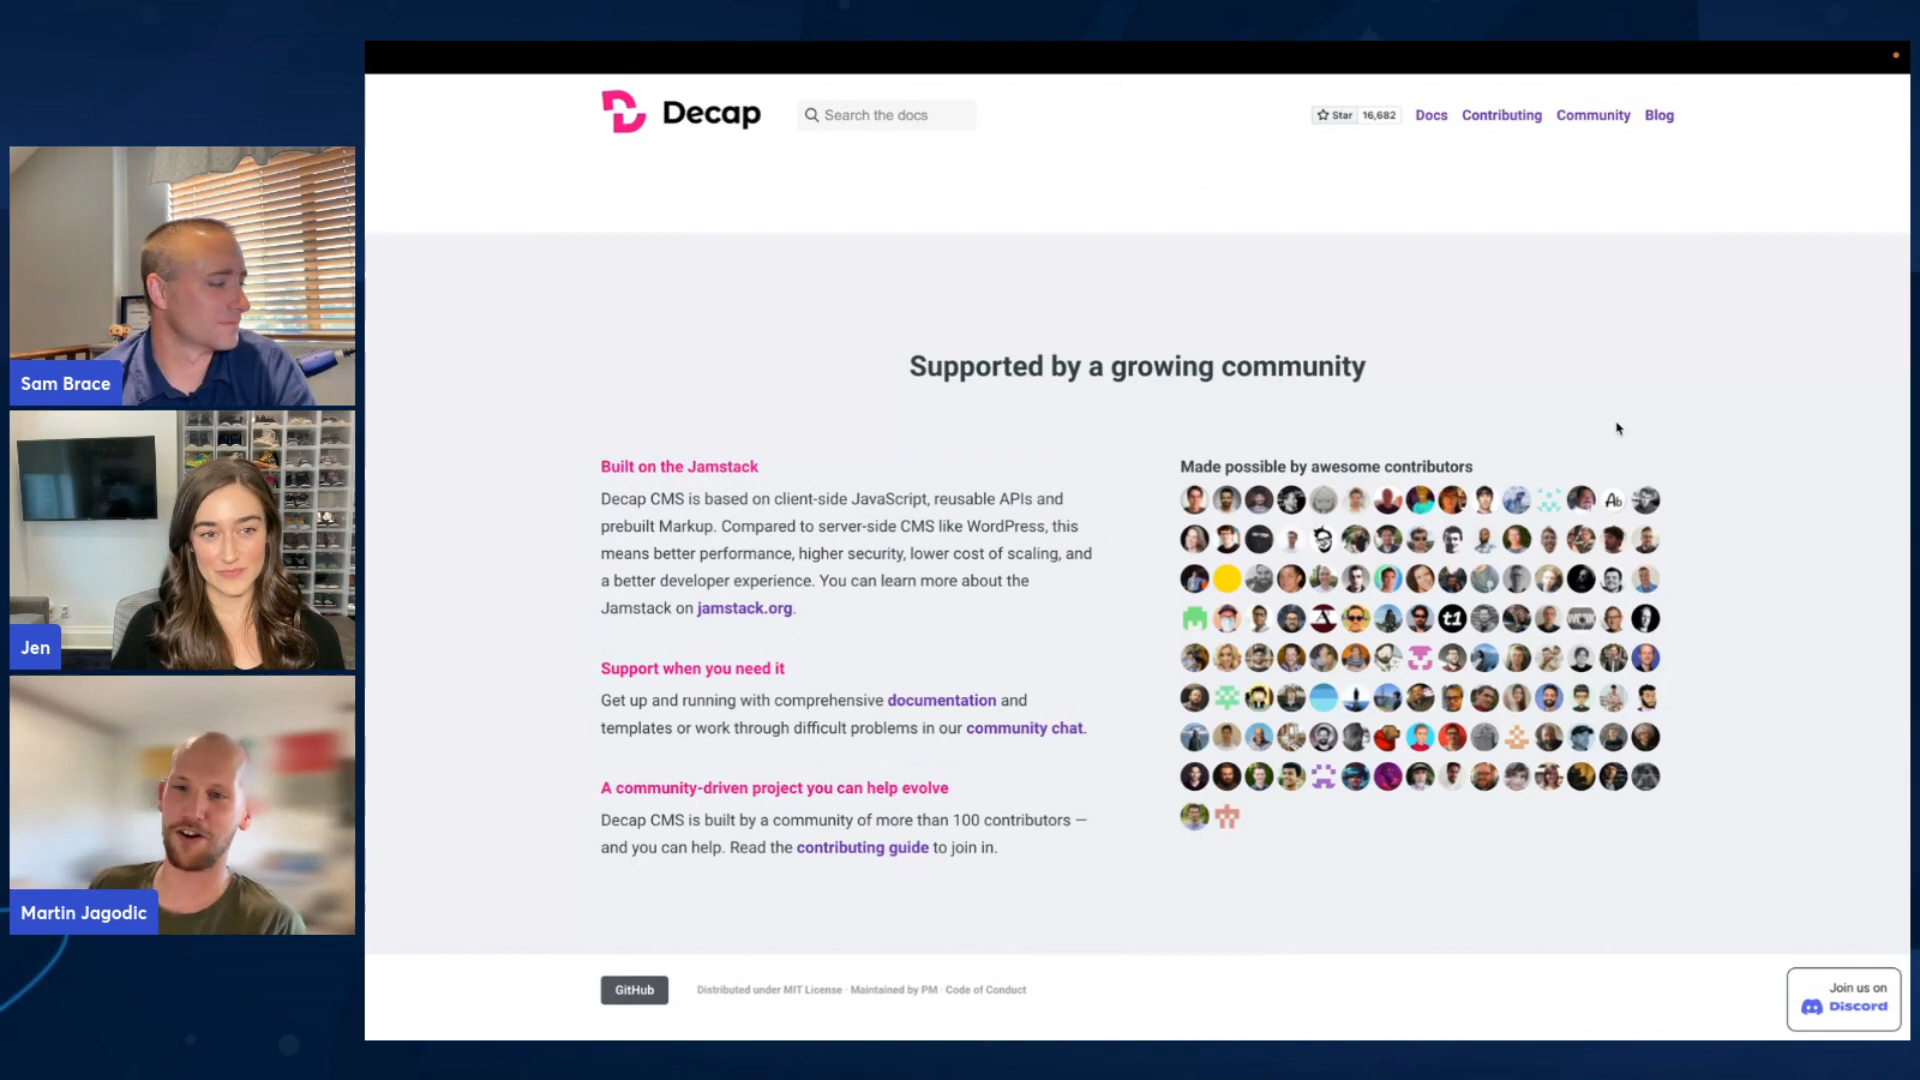 Decap
Search the docs
Star 16,682
Docs
Contributing
Community
Blog
Sam Brace
Jen
Martin Jagodic
Supported by a growing community
Built on the Jamstack
Decap CMS is based on client-side JavaScript, reusable APIs and
prebuilt Markup. Compared to server-side CMS like WordPress, this
means better performance, higher security, lower cost of scaling, and
a better developer experience. You can learn more about the
Jamstack on jamstack.org.
Support when you need it
Get up and running with comprehensive documentation and
templates or work through difficult problems in our community chat.
A community-driven project you can help evolve
Decap CMS is built by a community of more than 100 contributors —
and you can help. Read the contributing guide to join in.
Made possible by awesome contributors
Ab
A
t1
GitHub
Distributed under MIT License · Maintained by PM · Code of Conduct
Join us on
Discord